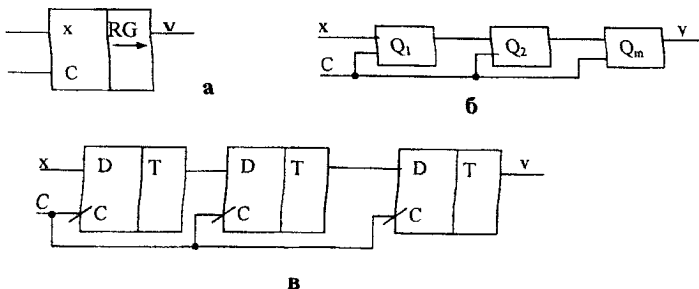 x RG v
C
а
x Q1 Q2 Qm v
C
б
x D T D T D T v
C C C C
в